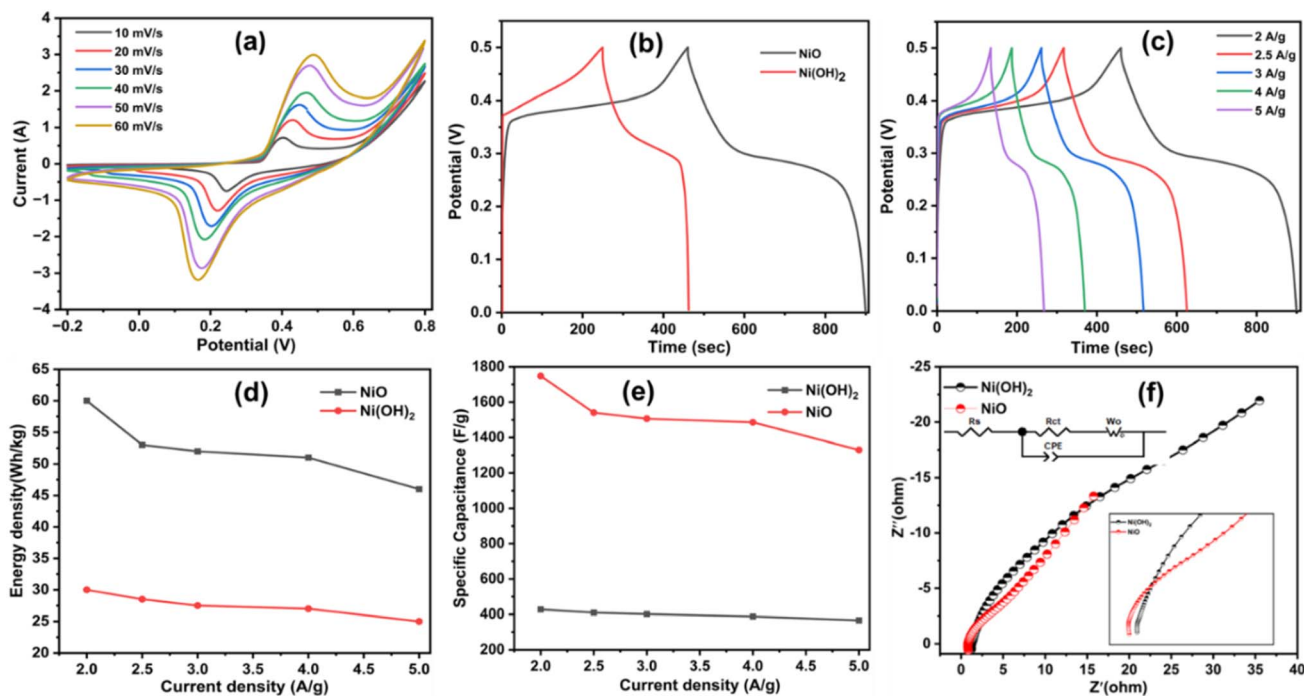 (a)
10 mV/s
20 mV/s
30 mV/s
40 mV/s
50 mV/s
60 mV/s
Current (A)
4
3
2
1
0
−1
−2
−3
−4
−0.2 0.0 0.2 0.4 0.6 0.8
Potential (V)
(b)
NiO
Ni(OH)2
Potential (V)
0.5
0.4
0.3
0.2
0.1
0.0
0 200 400 600 800
Time (sec)
(c)
2 A/g
2.5 A/g
3 A/g
4 A/g
5 A/g
Potential (V)
0.5
0.4
0.3
0.2
0.1
0.0
0 200 400 600 800
Time (sec)
(d)
NiO
Ni(OH)2
Energy density(Wh/kg)
65
60
55
50
45
40
35
30
25
20
2.0 2.5 3.0 3.5 4.0 4.5 5.0
Current density (A/g)
(e)
Ni(OH)2
NiO
Specific Capacitance (F/g)
1800
1600
1400
1200
1000
800
600
400
200
0
2.0 2.5 3.0 3.5 4.0 4.5 5.0
Current density (A/g)
(f)
Ni(OH)2
NiO
Rs Rct Wo
CPE
Ni(OH)2
NiO
Z''(ohm)
-25
-20
-15
-10
-5
0
0 5 10 15 20 25 30 35 40
Z'(ohm)